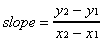 slope = (y₂ − y₁) / (x₂ − x₁)